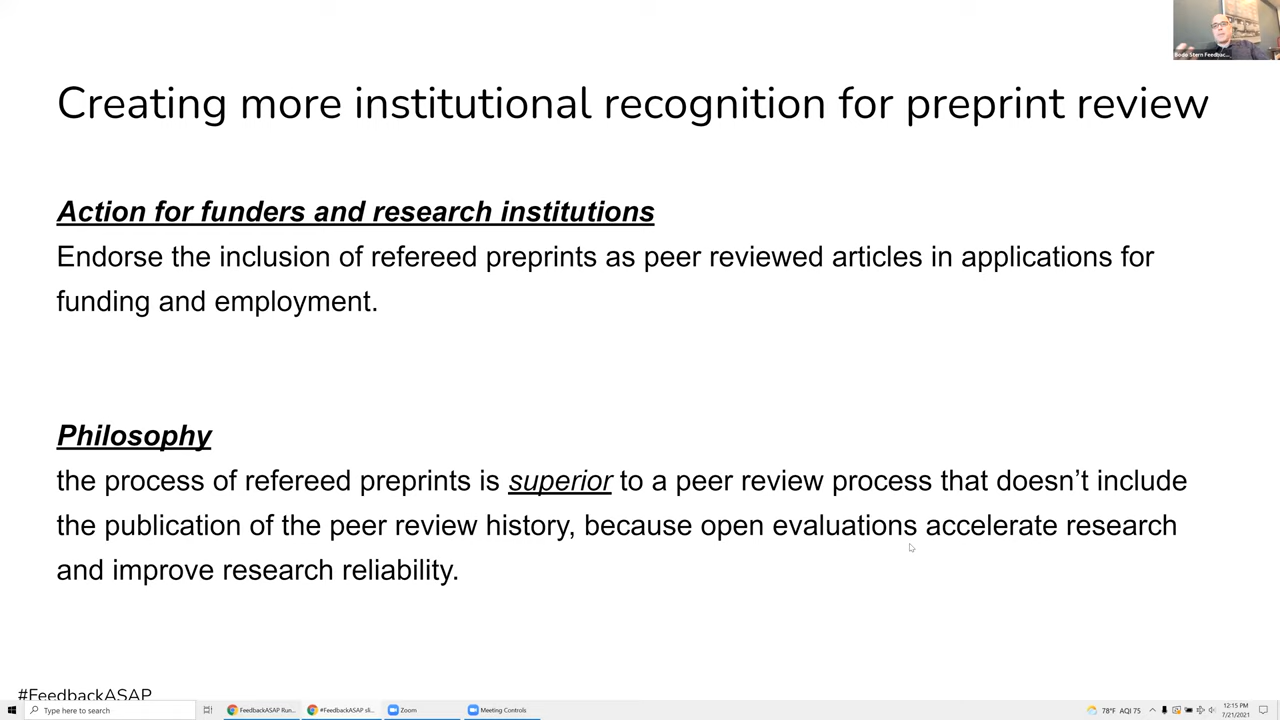 Bodo Stern Feedbac...
Creating more institutional recognition for preprint review
Action for funders and research institutions
Endorse the inclusion of refereed preprints as peer reviewed articles in applications for
funding and employment.
Philosophy
the process of refereed preprints is superior to a peer review process that doesn’t include
the publication of the peer review history, because open evaluations accelerate research
and improve research reliability.
#FeedbackASAP
Type here to search
FeedbackASAP Run...
#FeedbackASAP sli...
Zoom
Meeting Controls
78°F AQI 75
12:15 PM
7/21/2021